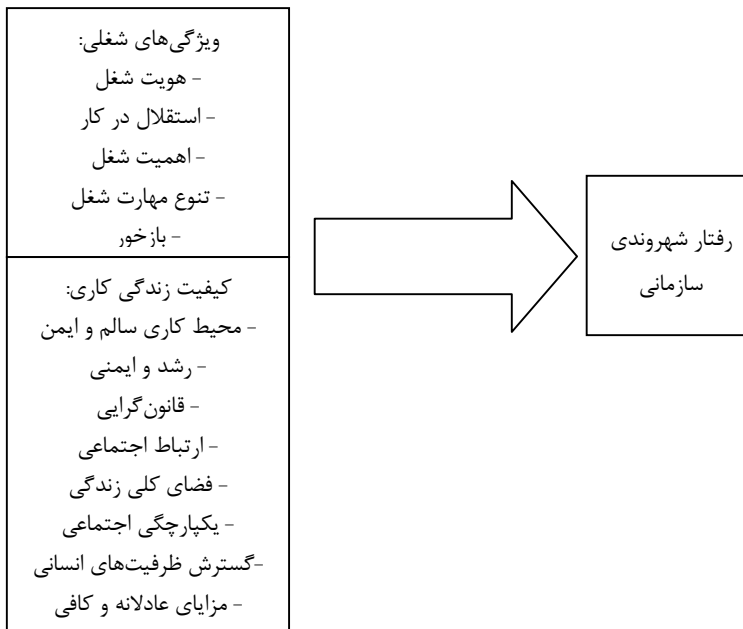 ویژگی‌های شغلی:
- هویت شغل
- استقلال در کار
- اهمیت شغل
- تنوع مهارت شغل
- بازخور
کیفیت زندگی کاری:
- محیط کاری سالم و ایمن
- رشد و ایمنی
- قانون‌گرایی
- ارتباط اجتماعی
- فضای کلی زندگی
- یکپارچگی اجتماعی
-گسترش ظرفیت‌های انسانی
- مزایای عادلانه و کافی
رفتار شهروندی
سازمانی